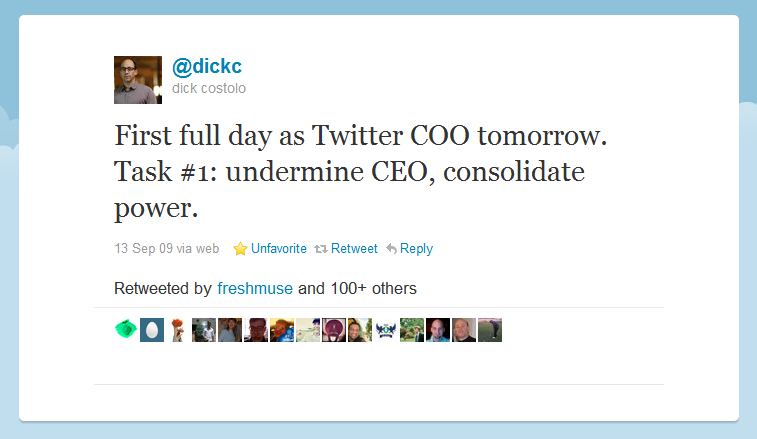 @dickc
dick costolo
First full day as Twitter COO tomorrow.
Task #1: undermine CEO, consolidate
power.
13 Sep 09 via web Unfavorite Retweet Reply
Retweeted by freshmuse and 100+ others